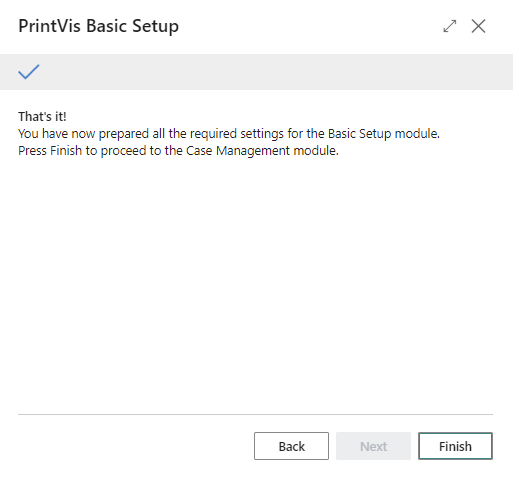 PrintVis Basic Setup
That's it!
You have now prepared all the required settings for the Basic Setup module.
Press Finish to proceed to the Case Management module.
Back
Next
Finish